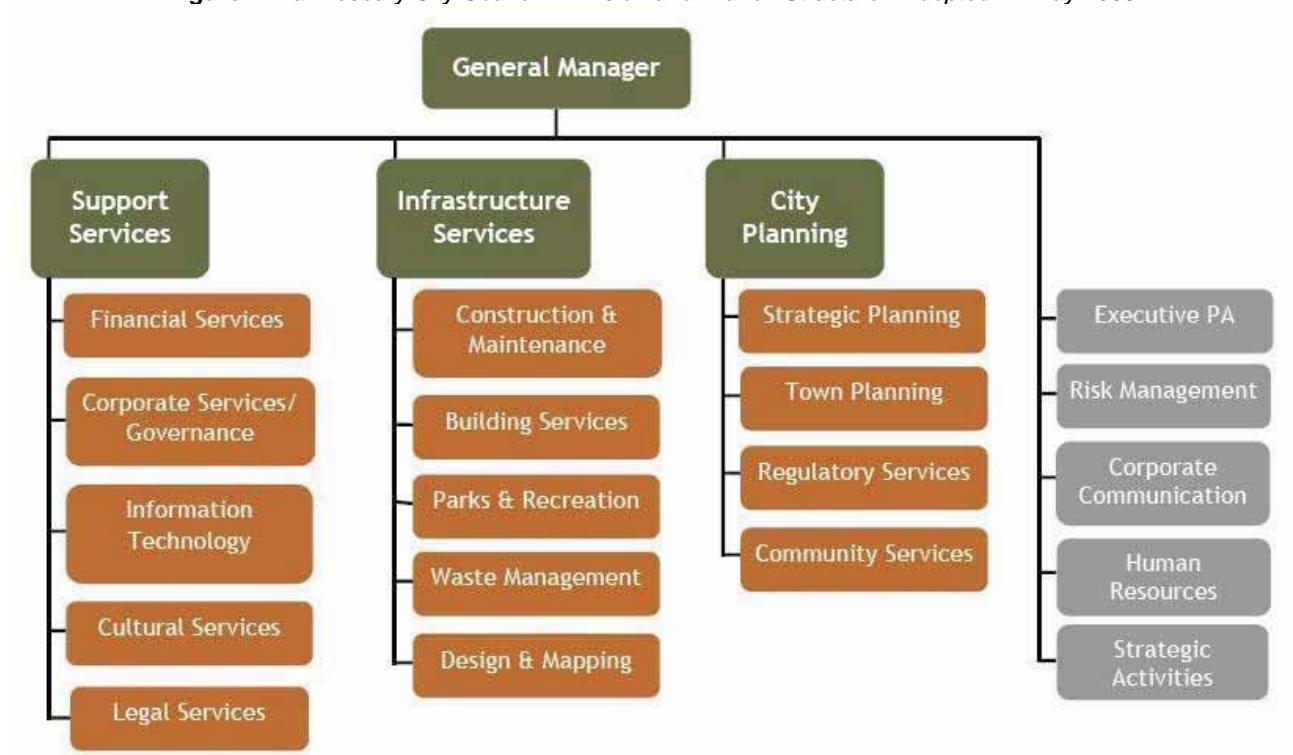 General Manager
Support
Services
Financial Services
Corporate Services/
Governance
Information
Technology
Cultural Services
Legal Services
Infrastructure
Services
Construction &
Maintenance
Building Services
Parks & Recreation
Waste Management
Design & Mapping
City
Planning
Strategic Planning
Town Planning
Regulatory Services
Community Services
Executive PA
Risk Management
Corporate
Communication
Human
Resources
Strategic
Activities